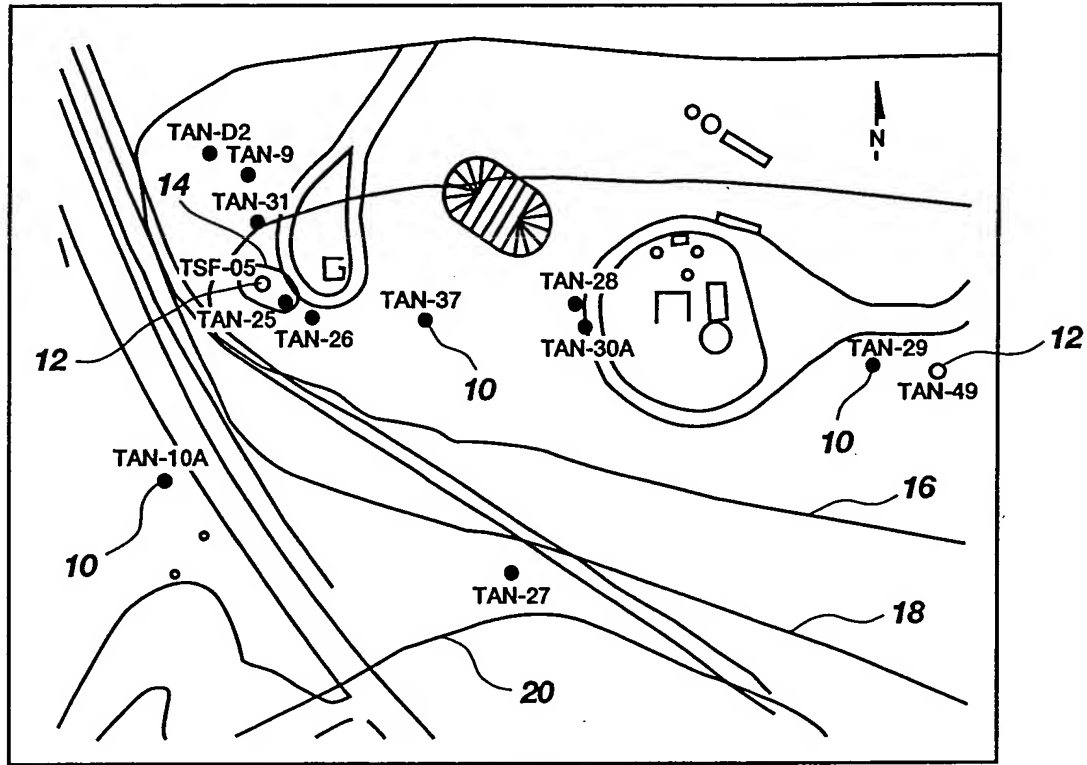 N
TAN-D2
TAN-9
14
TAN-31
TSF-05
TAN-25
TAN-26
12
TAN-37
10
TAN-28
TAN-30A
TAN-29
12
TAN-49
10
TAN-10A
10
16
TAN-27
18
20